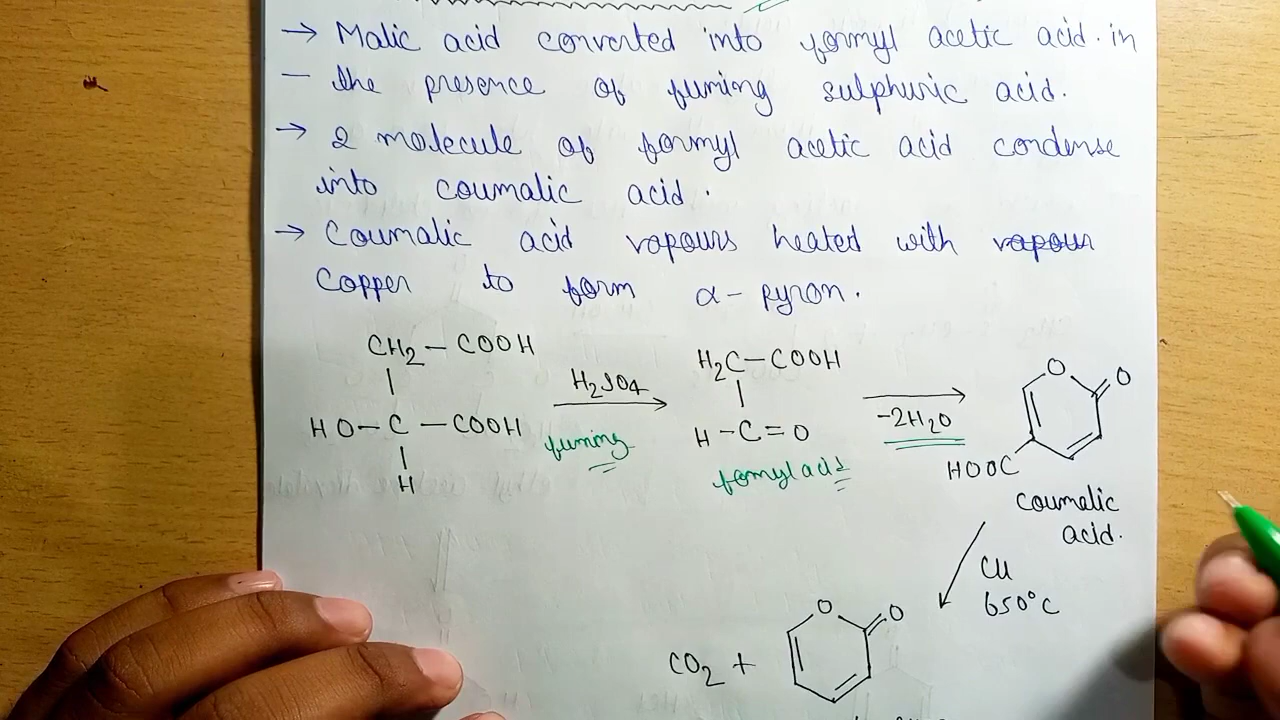 → Malic acid converted into formyl acetic acid. in
— the presence of fuming sulphuric acid.
→ 2 molecule of formyl acetic acid condense
into coumalic acid.
→ Coumalic acid vapours heated with vapour
Copper to form α- pyron.
CH2 — COOH
HO — C — COOH
H
H2SO4
fuming
H2C — COOH
H - C = O
formyl acid
-2H2O
O
O
HOOC
coumalic
acid.
Cu
650°C
CO2 +
O
O